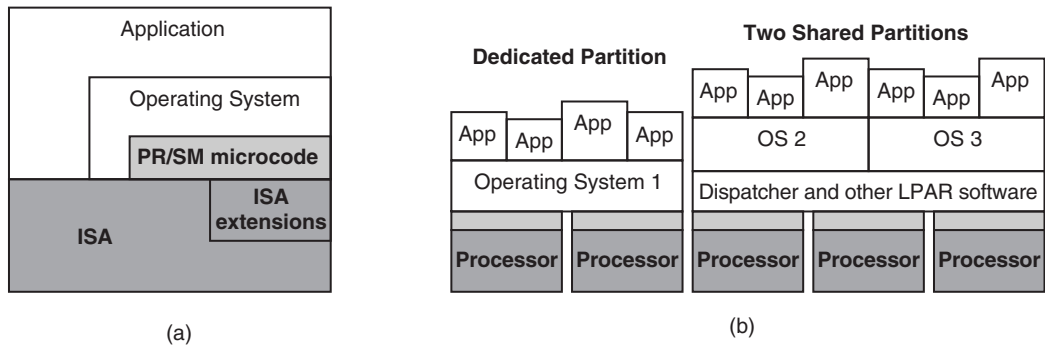 Application
Operating System
PR/SM microcode
ISA
extensions
ISA
(a)
Dedicated Partition
App
App
App
App
Operating System 1
Processor
Processor
Two Shared Partitions
App
App
App
App
App
App
OS 2
OS 3
Dispatcher and other LPAR software
Processor
Processor
Processor
(b)